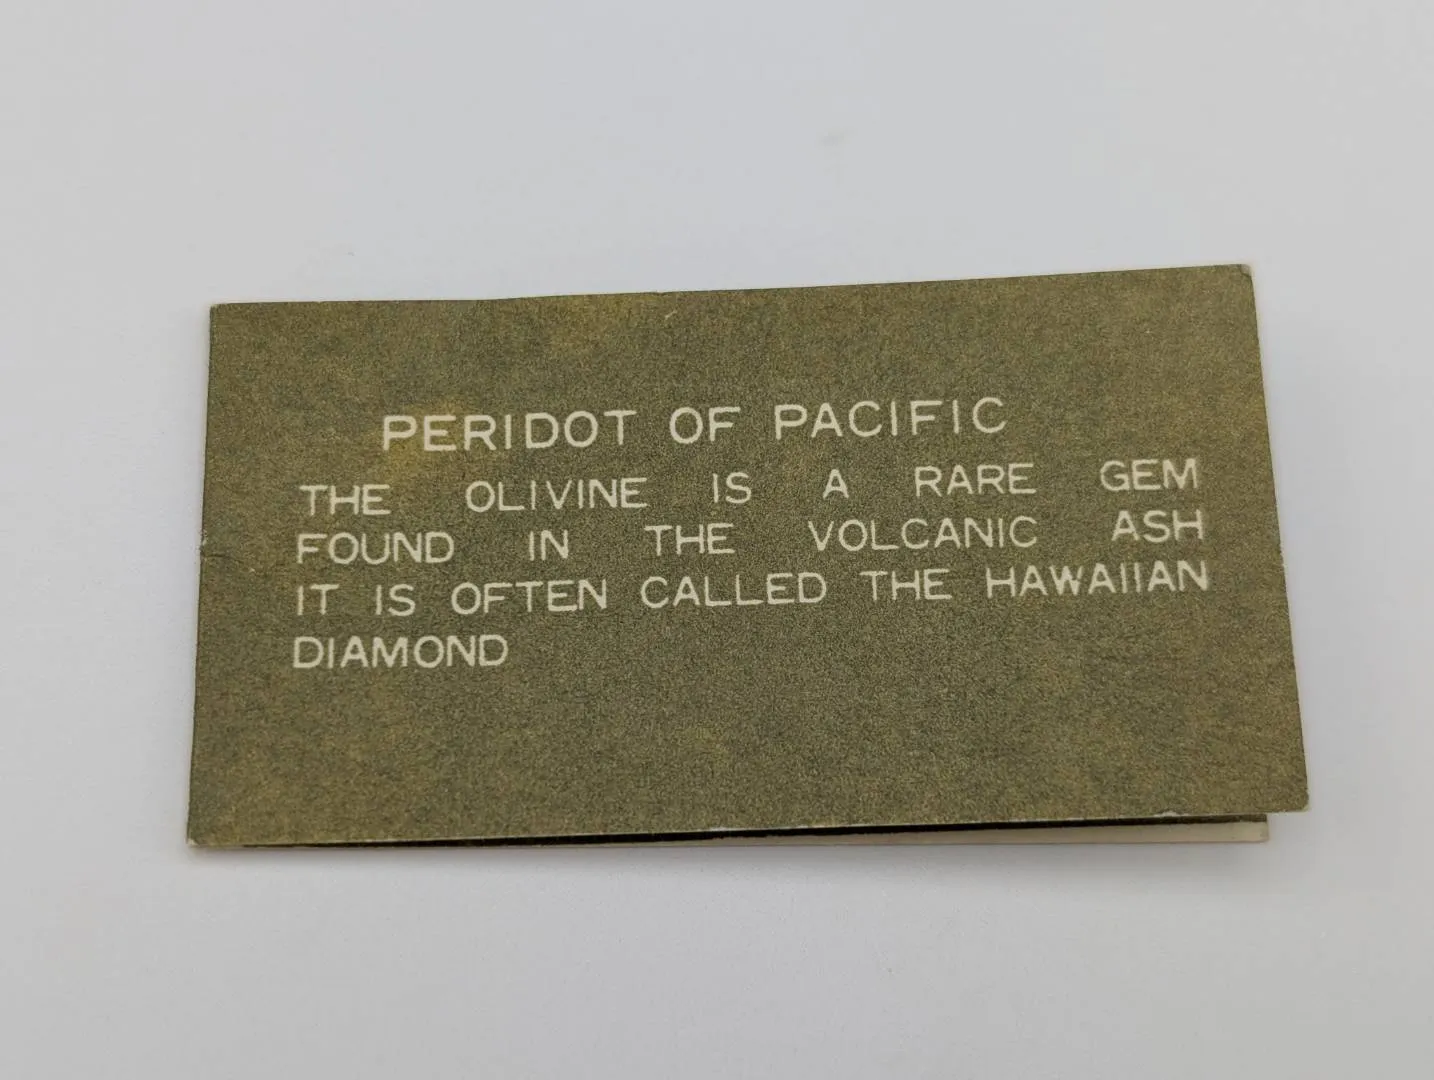 PERIDOT OF PACIFIC
THE OLIVINE IS A RARE GEM
FOUND IN THE VOLCANIC ASH
IT IS OFTEN CALLED THE HAWAIIAN
DIAMOND